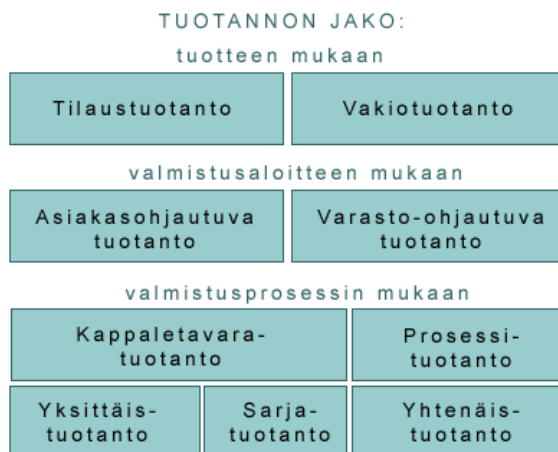 TUOTANNON JAKO:
tuotteen mukaan
Tilaustuotanto
Vakiotuotanto
valmistusaloitteen mukaan
Asiakasohjautuva
tuotanto
Varasto-ohjautuva
tuotanto
valmistusprosessin mukaan
Kappaletavara-
tuotanto
Prosessi-
tuotanto
Yksittäis-
tuotanto
Sarja-
tuotanto
Yhtenäis-
tuotanto